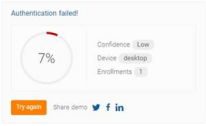 Authentication failed!
7%
Confidence Low
Device desktop
Enrollments 1
Try again Share demo